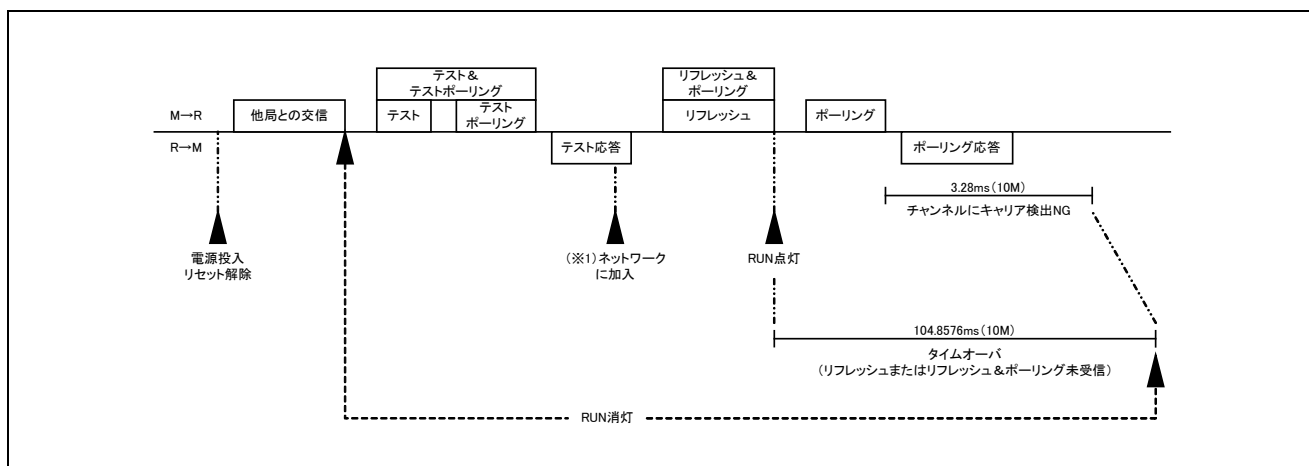 テスト＆
テストポーリング
リフレッシュ＆
ポーリング
M→R
他局との交信
テスト
テスト
ポーリング
リフレッシュ
ポーリング
R→M
テスト応答
ポーリング応答
3.28ms（10M）
チャンネルにキャリア検出NG
電源投入
リセット解除
（※1）ネットワーク
に加入
RUN点灯
104.8576ms（10M）
タイムオーバ
（リフレッシュまたはリフレッシュ＆ポーリング未受信）
RUN消灯